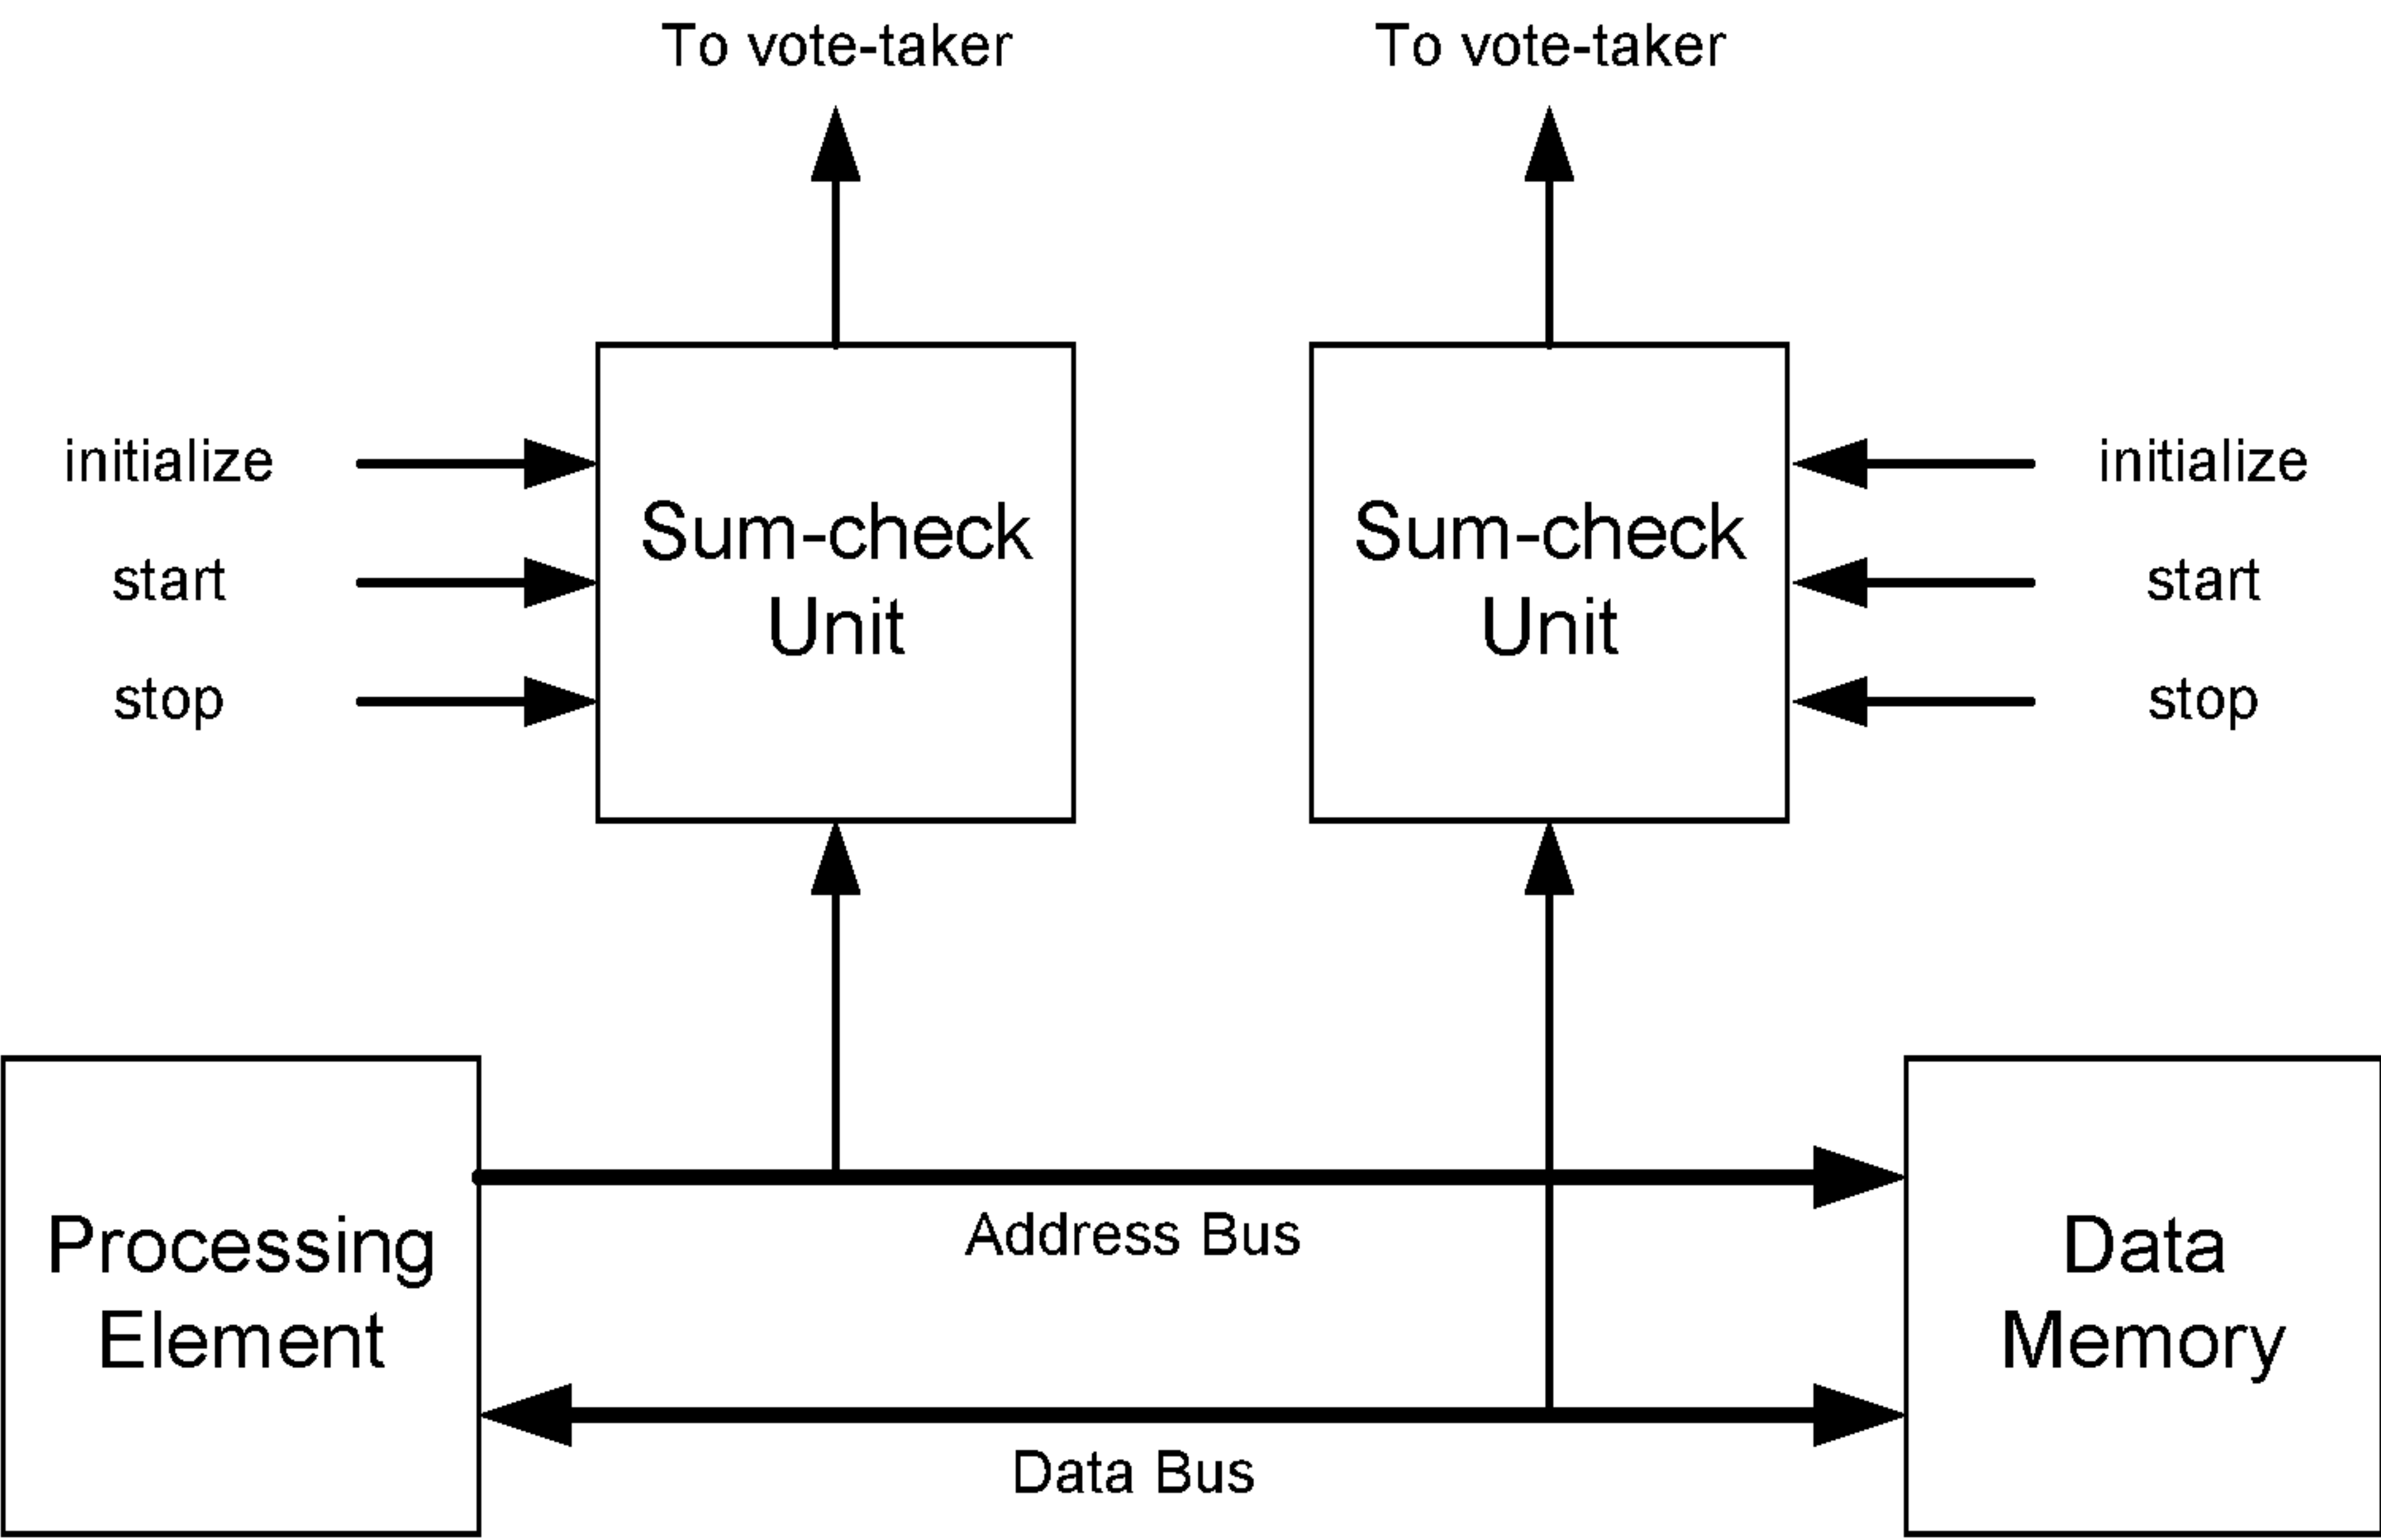 To vote-taker
To vote-taker
initialize
start
stop
Sum-check
Unit
Sum-check
Unit
initialize
start
stop
Processing
Element
Address Bus
Data Bus
Data
Memory